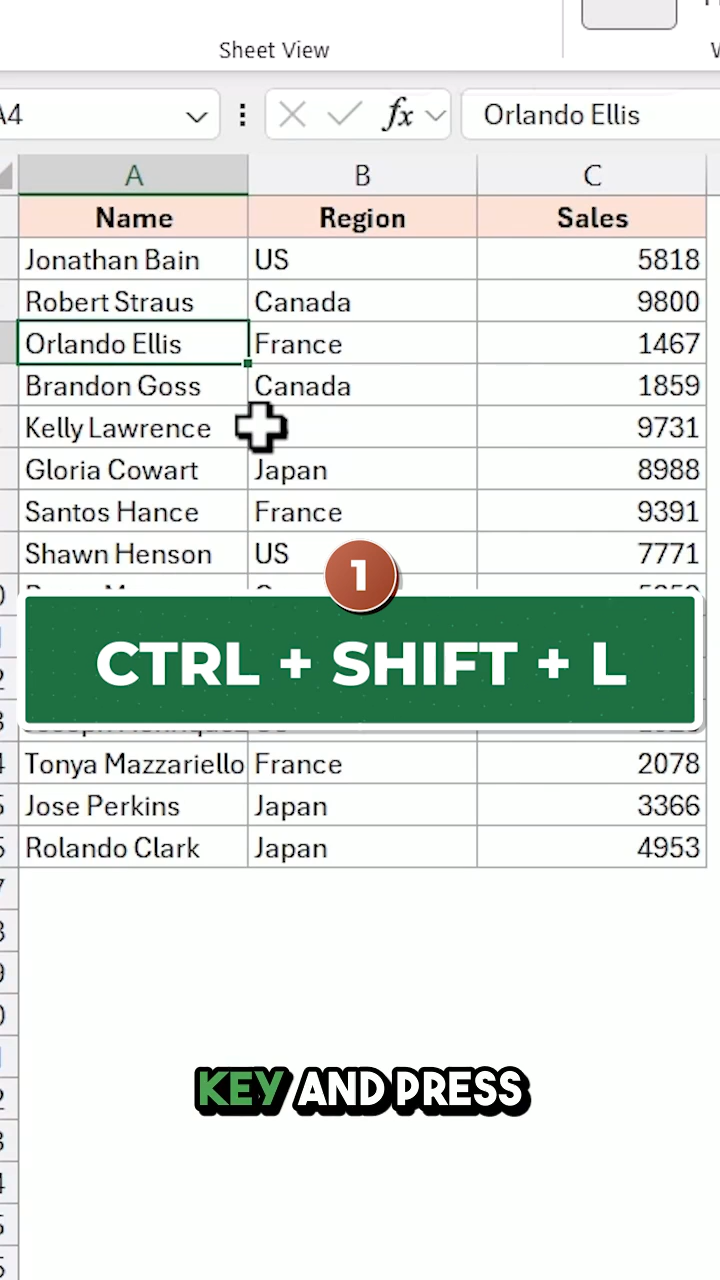 Sheet View
A4
fx
Orlando Ellis
A B C
Name Region Sales
Jonathan Bain US 5818
Robert Straus Canada 9800
Orlando Ellis France 1467
Brandon Goss Canada 1859
Kelly Lawrence 9731
Gloria Cowart Japan 8988
Santos Hance France 9391
Shawn Henson US 7771
1
CTRL + SHIFT + L
Tonya Mazzariello France 2078
Jose Perkins Japan 3366
Rolando Clark Japan 4953
KEY AND PRESS